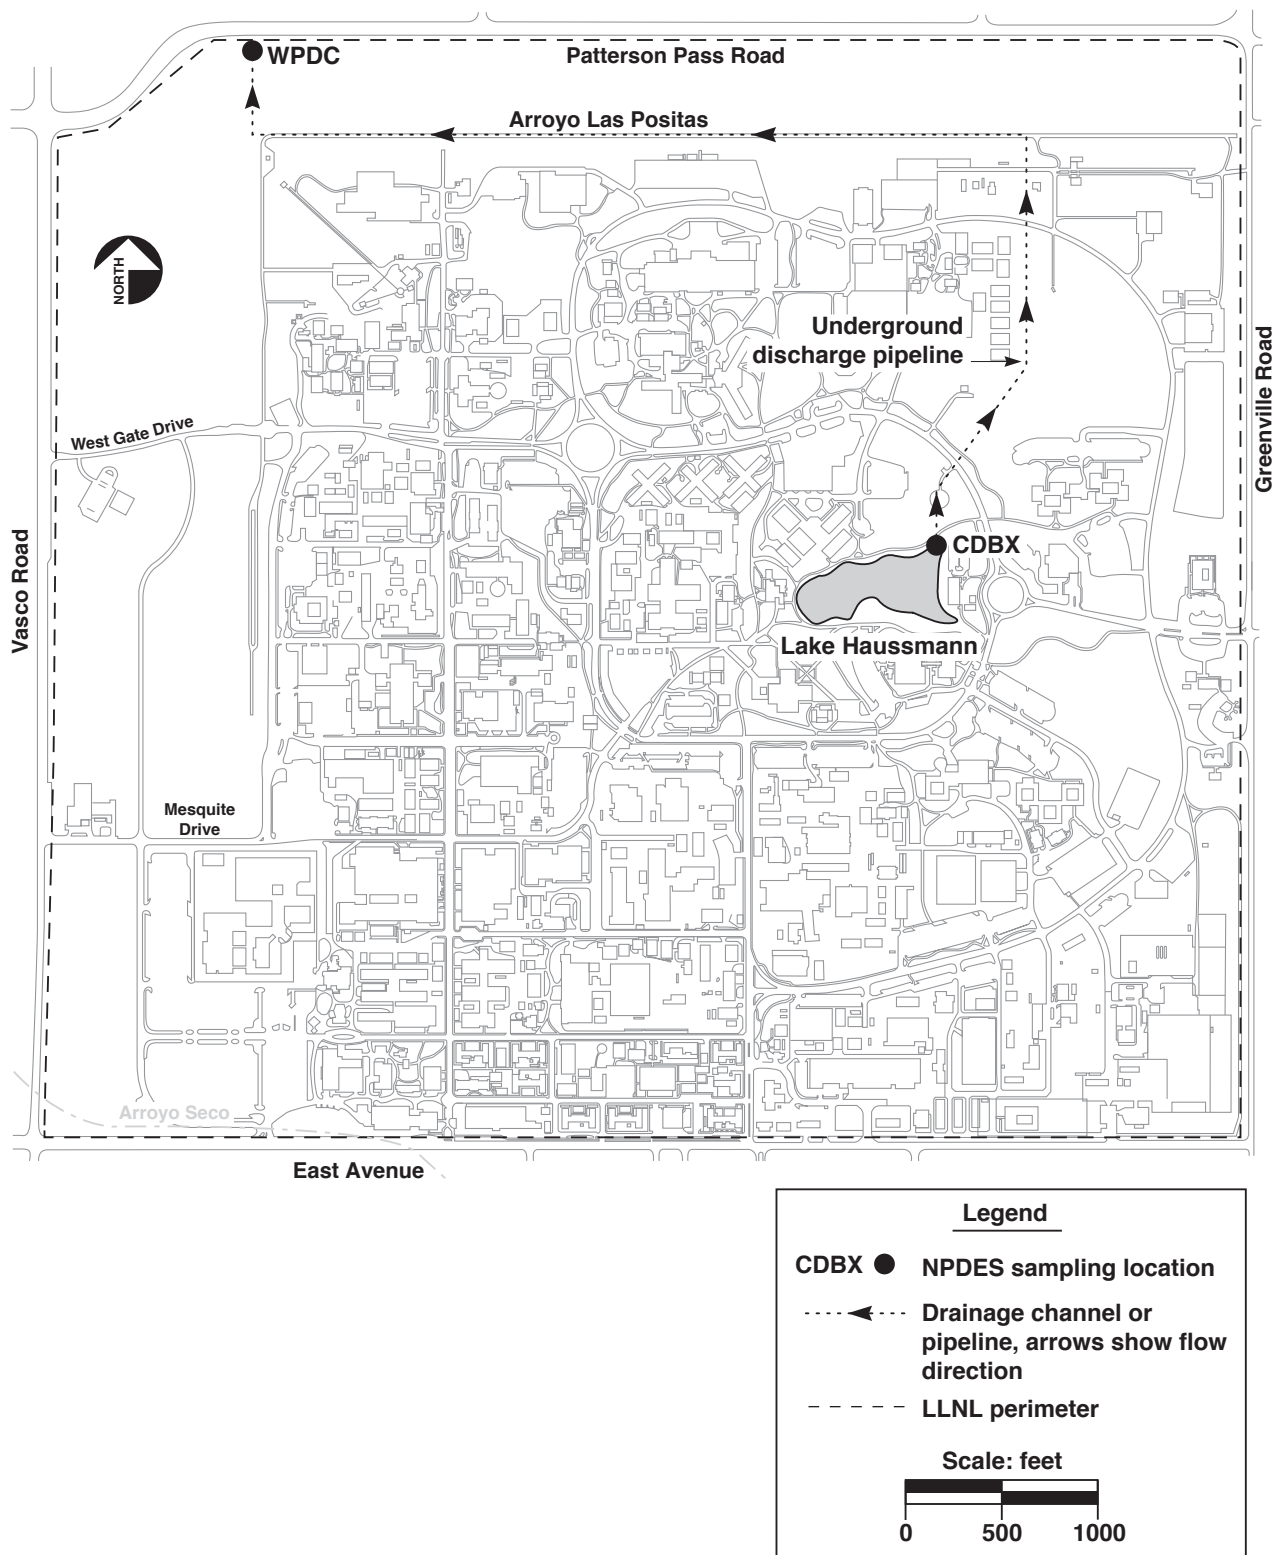 WPDC
Patterson Pass Road
Arroyo Las Positas
NORTH
Underground
discharge pipeline
West Gate Drive
Greenville Road
Vasco Road
CDBX
Lake Haussmann
Mesquite
Drive
Arroyo Seco
East Avenue
Legend
CDBX NPDES sampling location
Drainage channel or
pipeline, arrows show flow
direction
LLNL perimeter
Scale: feet
0 500 1000